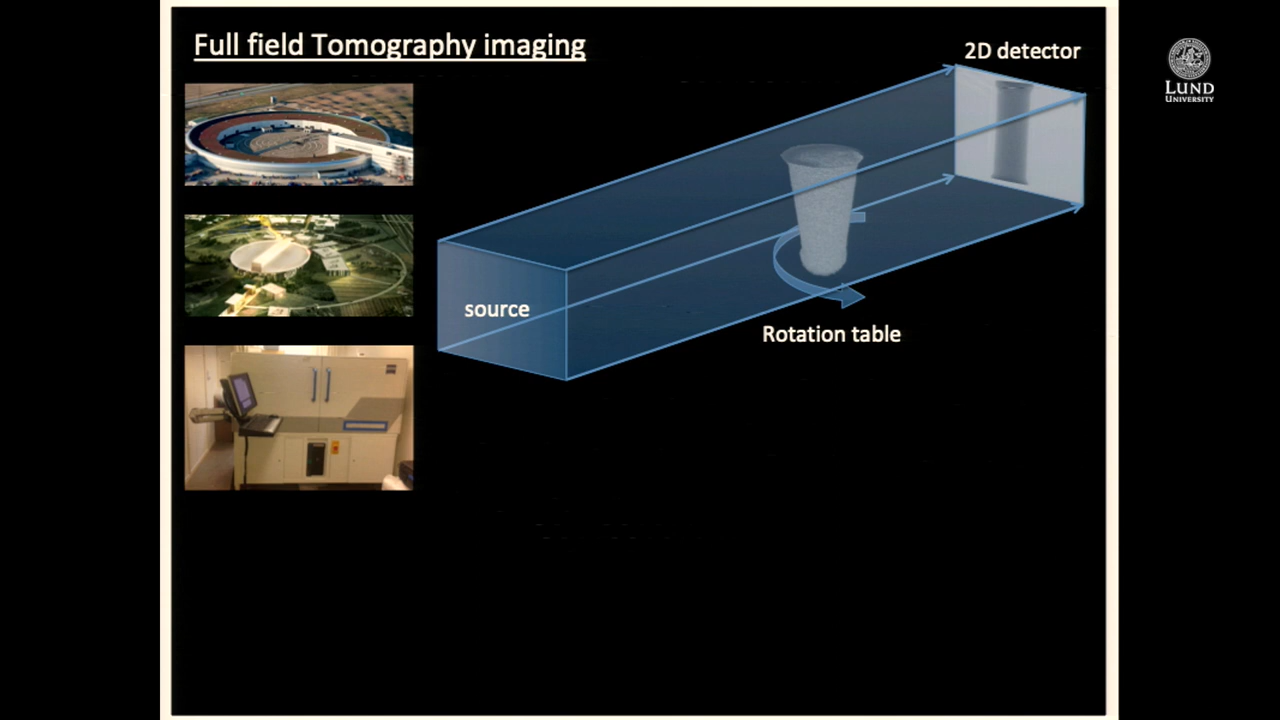 Full field Tomography imaging
2D detector
LUND
UNIVERSITY
source
Rotation table